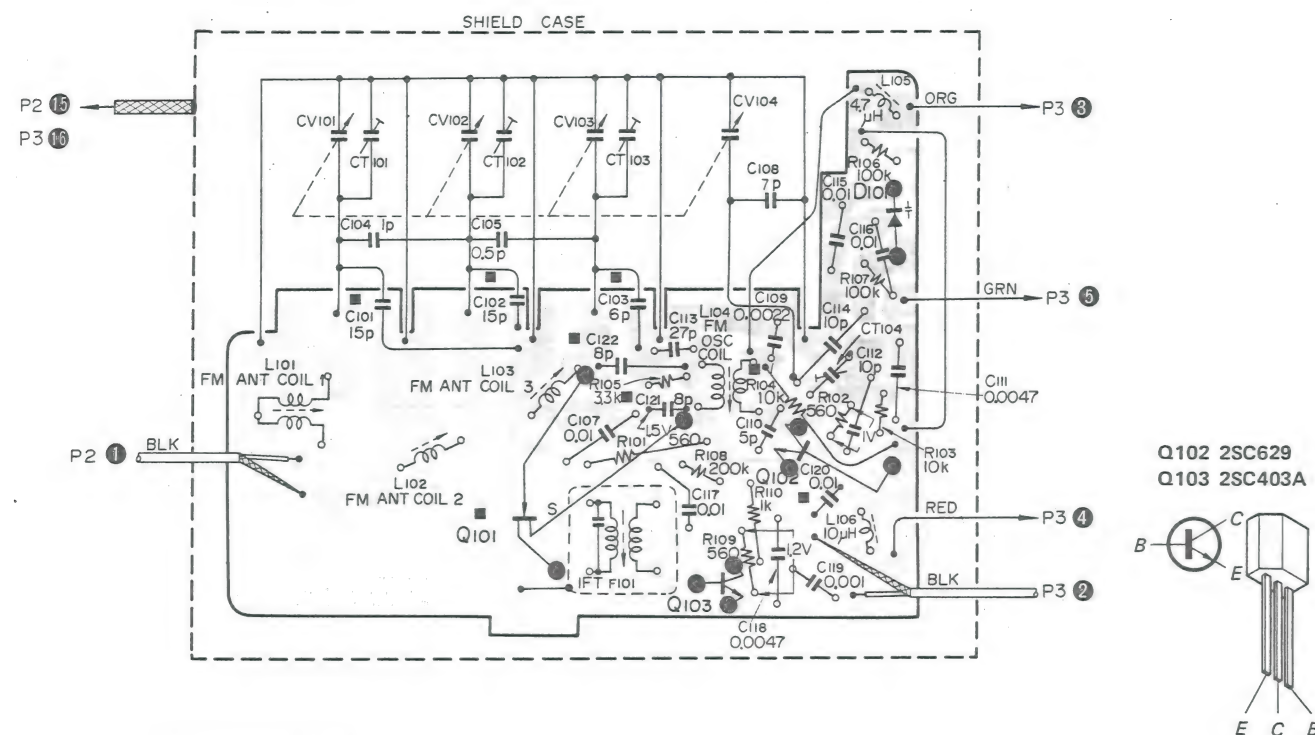 SHIELD CASE
P2 15
P3 16
CV101
CT101
CV102
CT102
CV103
CT103
CV104
C108
7p
L105
4.7
μH
ORG
P3 3
R106
100k
D101
C115
0.01
C116
0.01
R107
100k
GRN
P3 5
C104 1p
C105
0.5p
C101
15p
C102
15p
C103
6p
C113
27p
L104
FM
OSC
COIL
C109
0.0022
C114
10p
CT104
C112
10p
C111
0.0047
L101
FM ANT COIL 1
L103
FM ANT COIL 3
C122
8p
R105
33k
C121
8p
1.5V
R104
10k
R102
560
1V
R103
10k
C107
0.01
R101
560
C110
5p
P2 1
BLK
L102
FM ANT COIL 2
R108
200k
Q102
C120
0.01
C117
0.01
R110
1k
Q101
S
L106
10μH
RED
P3 4
R109
560
1.2V
C119
0.001
BLK
P3 2
IFT F101
Q103
C118
0.0047
Q102 2SC629
Q103 2SC403A
B
C
E
E C B